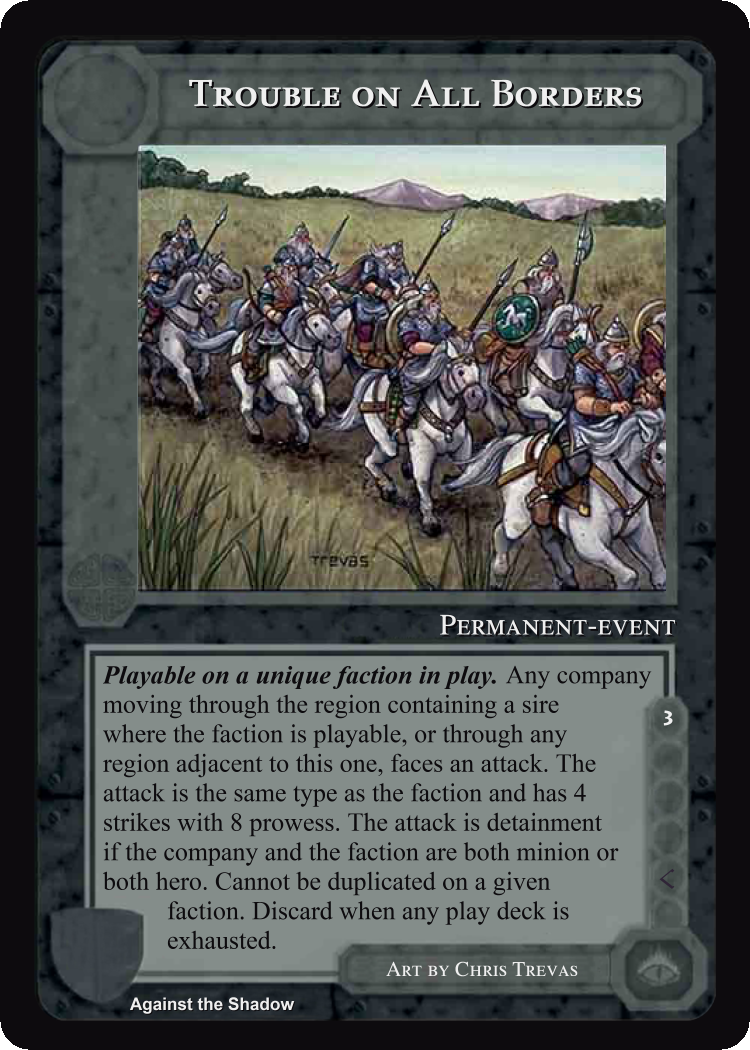 Trouble on All Borders
TREVAS
Permanent-event
Playable on a unique faction in play. Any company
moving through the region containing a sire
where the faction is playable, or through any
region adjacent to this one, faces an attack. The
attack is the same type as the faction and has 4
strikes with 8 prowess. The attack is detainment
if the company and the faction are both minion or
both hero. Cannot be duplicated on a given
faction. Discard when any play deck is
exhausted.
3
Art by Chris Trevas
Against the Shadow